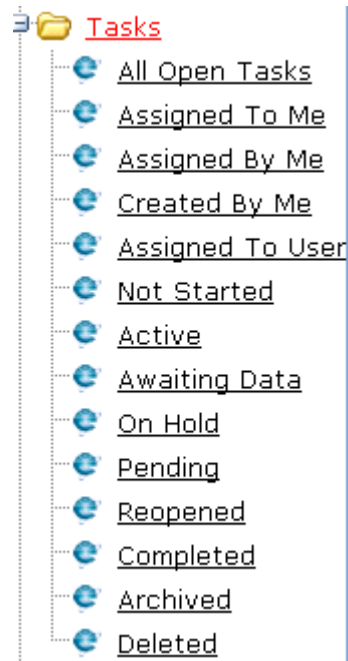 Tasks
All Open Tasks
Assigned To Me
Assigned By Me
Created By Me
Assigned To User
Not Started
Active
Awaiting Data
On Hold
Pending
Reopened
Completed
Archived
Deleted